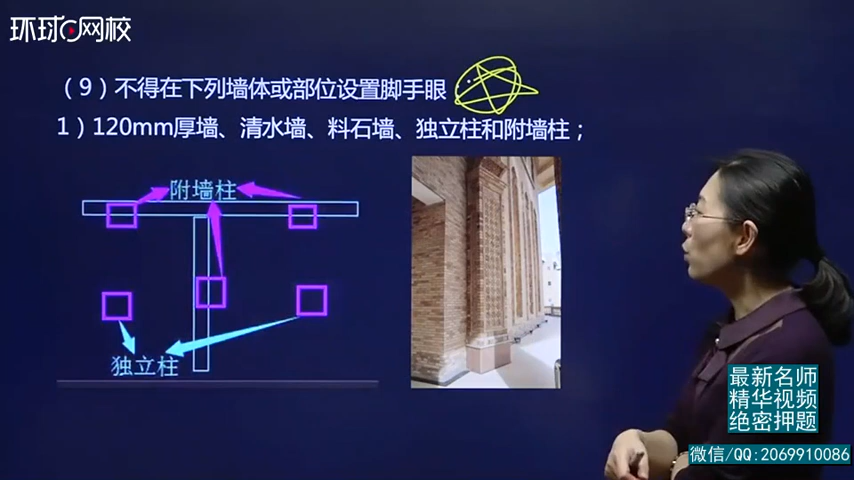 环球网校
（9）不得在下列墙体或部位设置脚手眼
1）120mm厚墙、清水墙、料石墙、独立柱和附墙柱；
附墙柱
独立柱
最新名师
精华视频
绝密押题
微信/QQ:2069910086